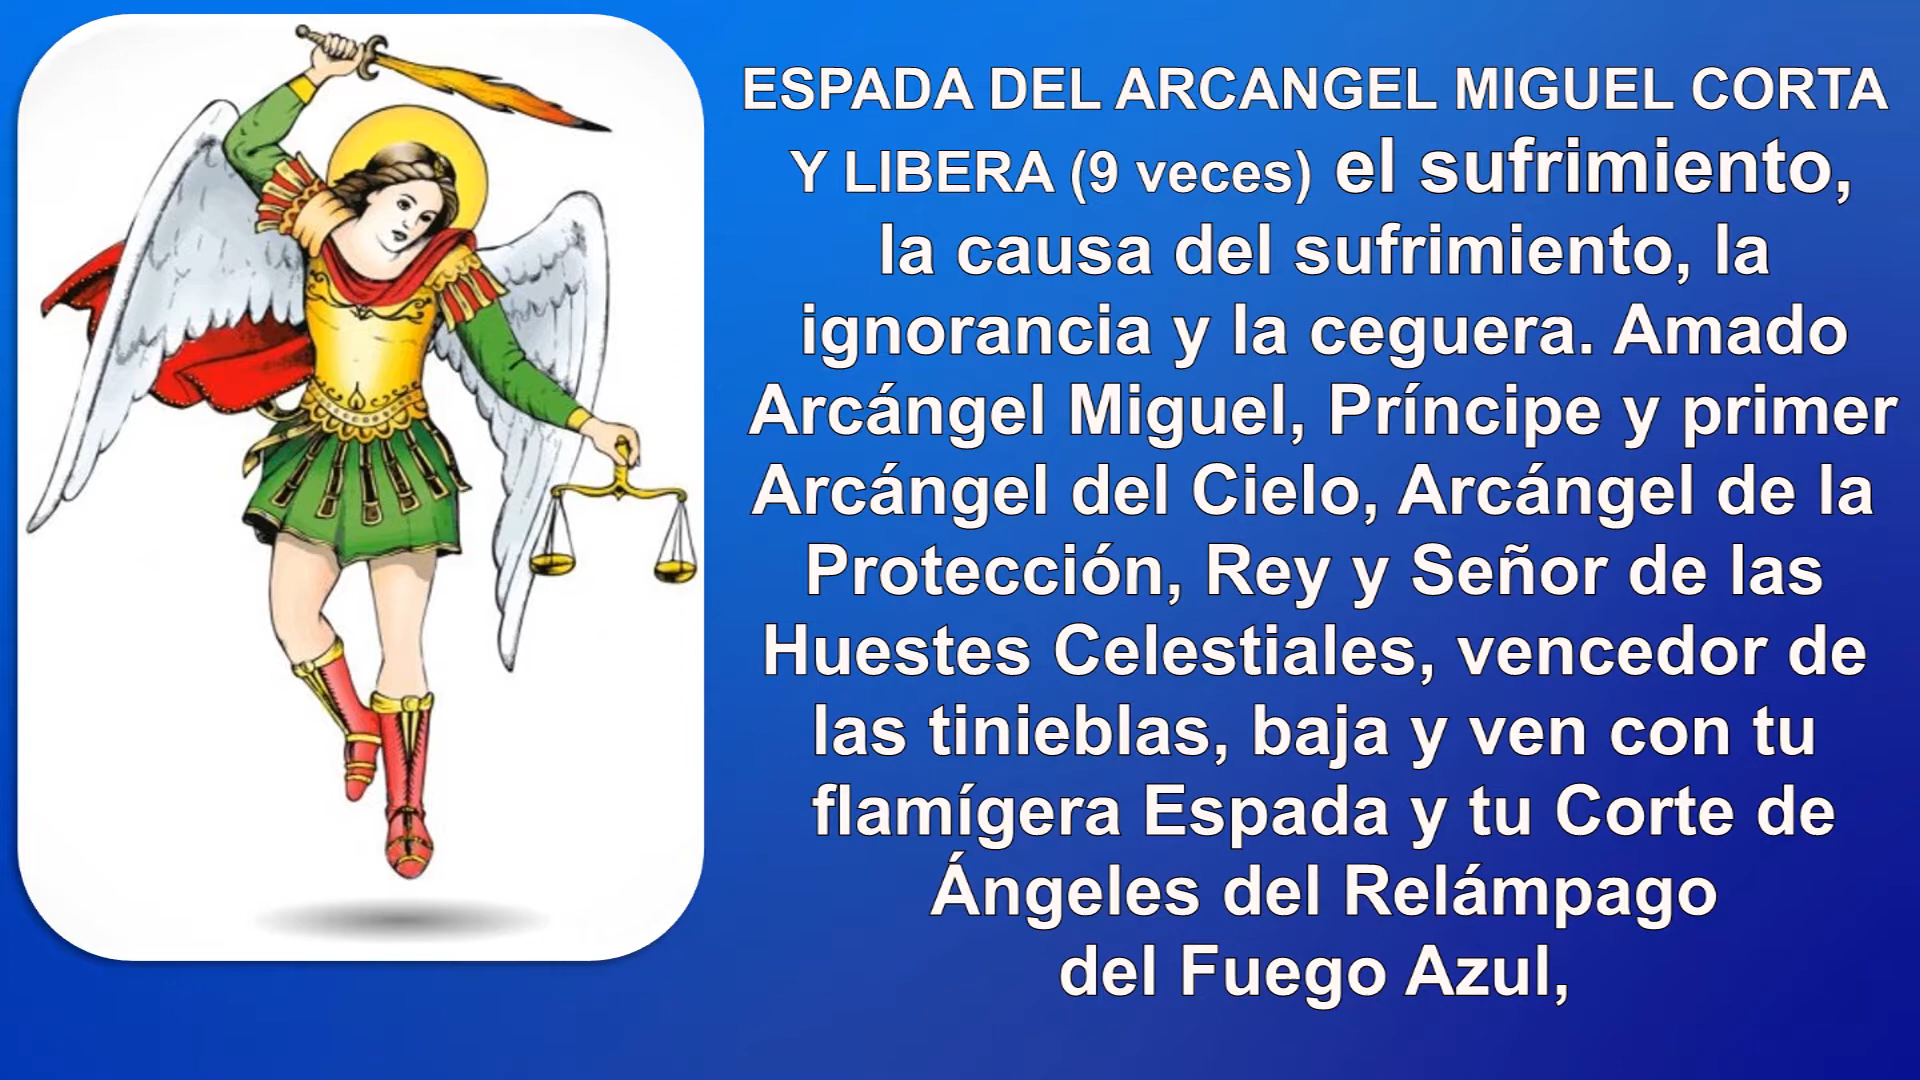 ESPADA DEL ARCANGEL MIGUEL CORTA
Y LIBERA (9 veces) el sufrimiento,
la causa del sufrimiento, la
ignorancia y la ceguera. Amado
Arcángel Miguel, Príncipe y primer
Arcángel del Cielo, Arcángel de la
Protección, Rey y Señor de las
Huestes Celestiales, vencedor de
las tinieblas, baja y ven con tu
flamígera Espada y tu Corte de
Ángeles del Relámpago
del Fuego Azul,